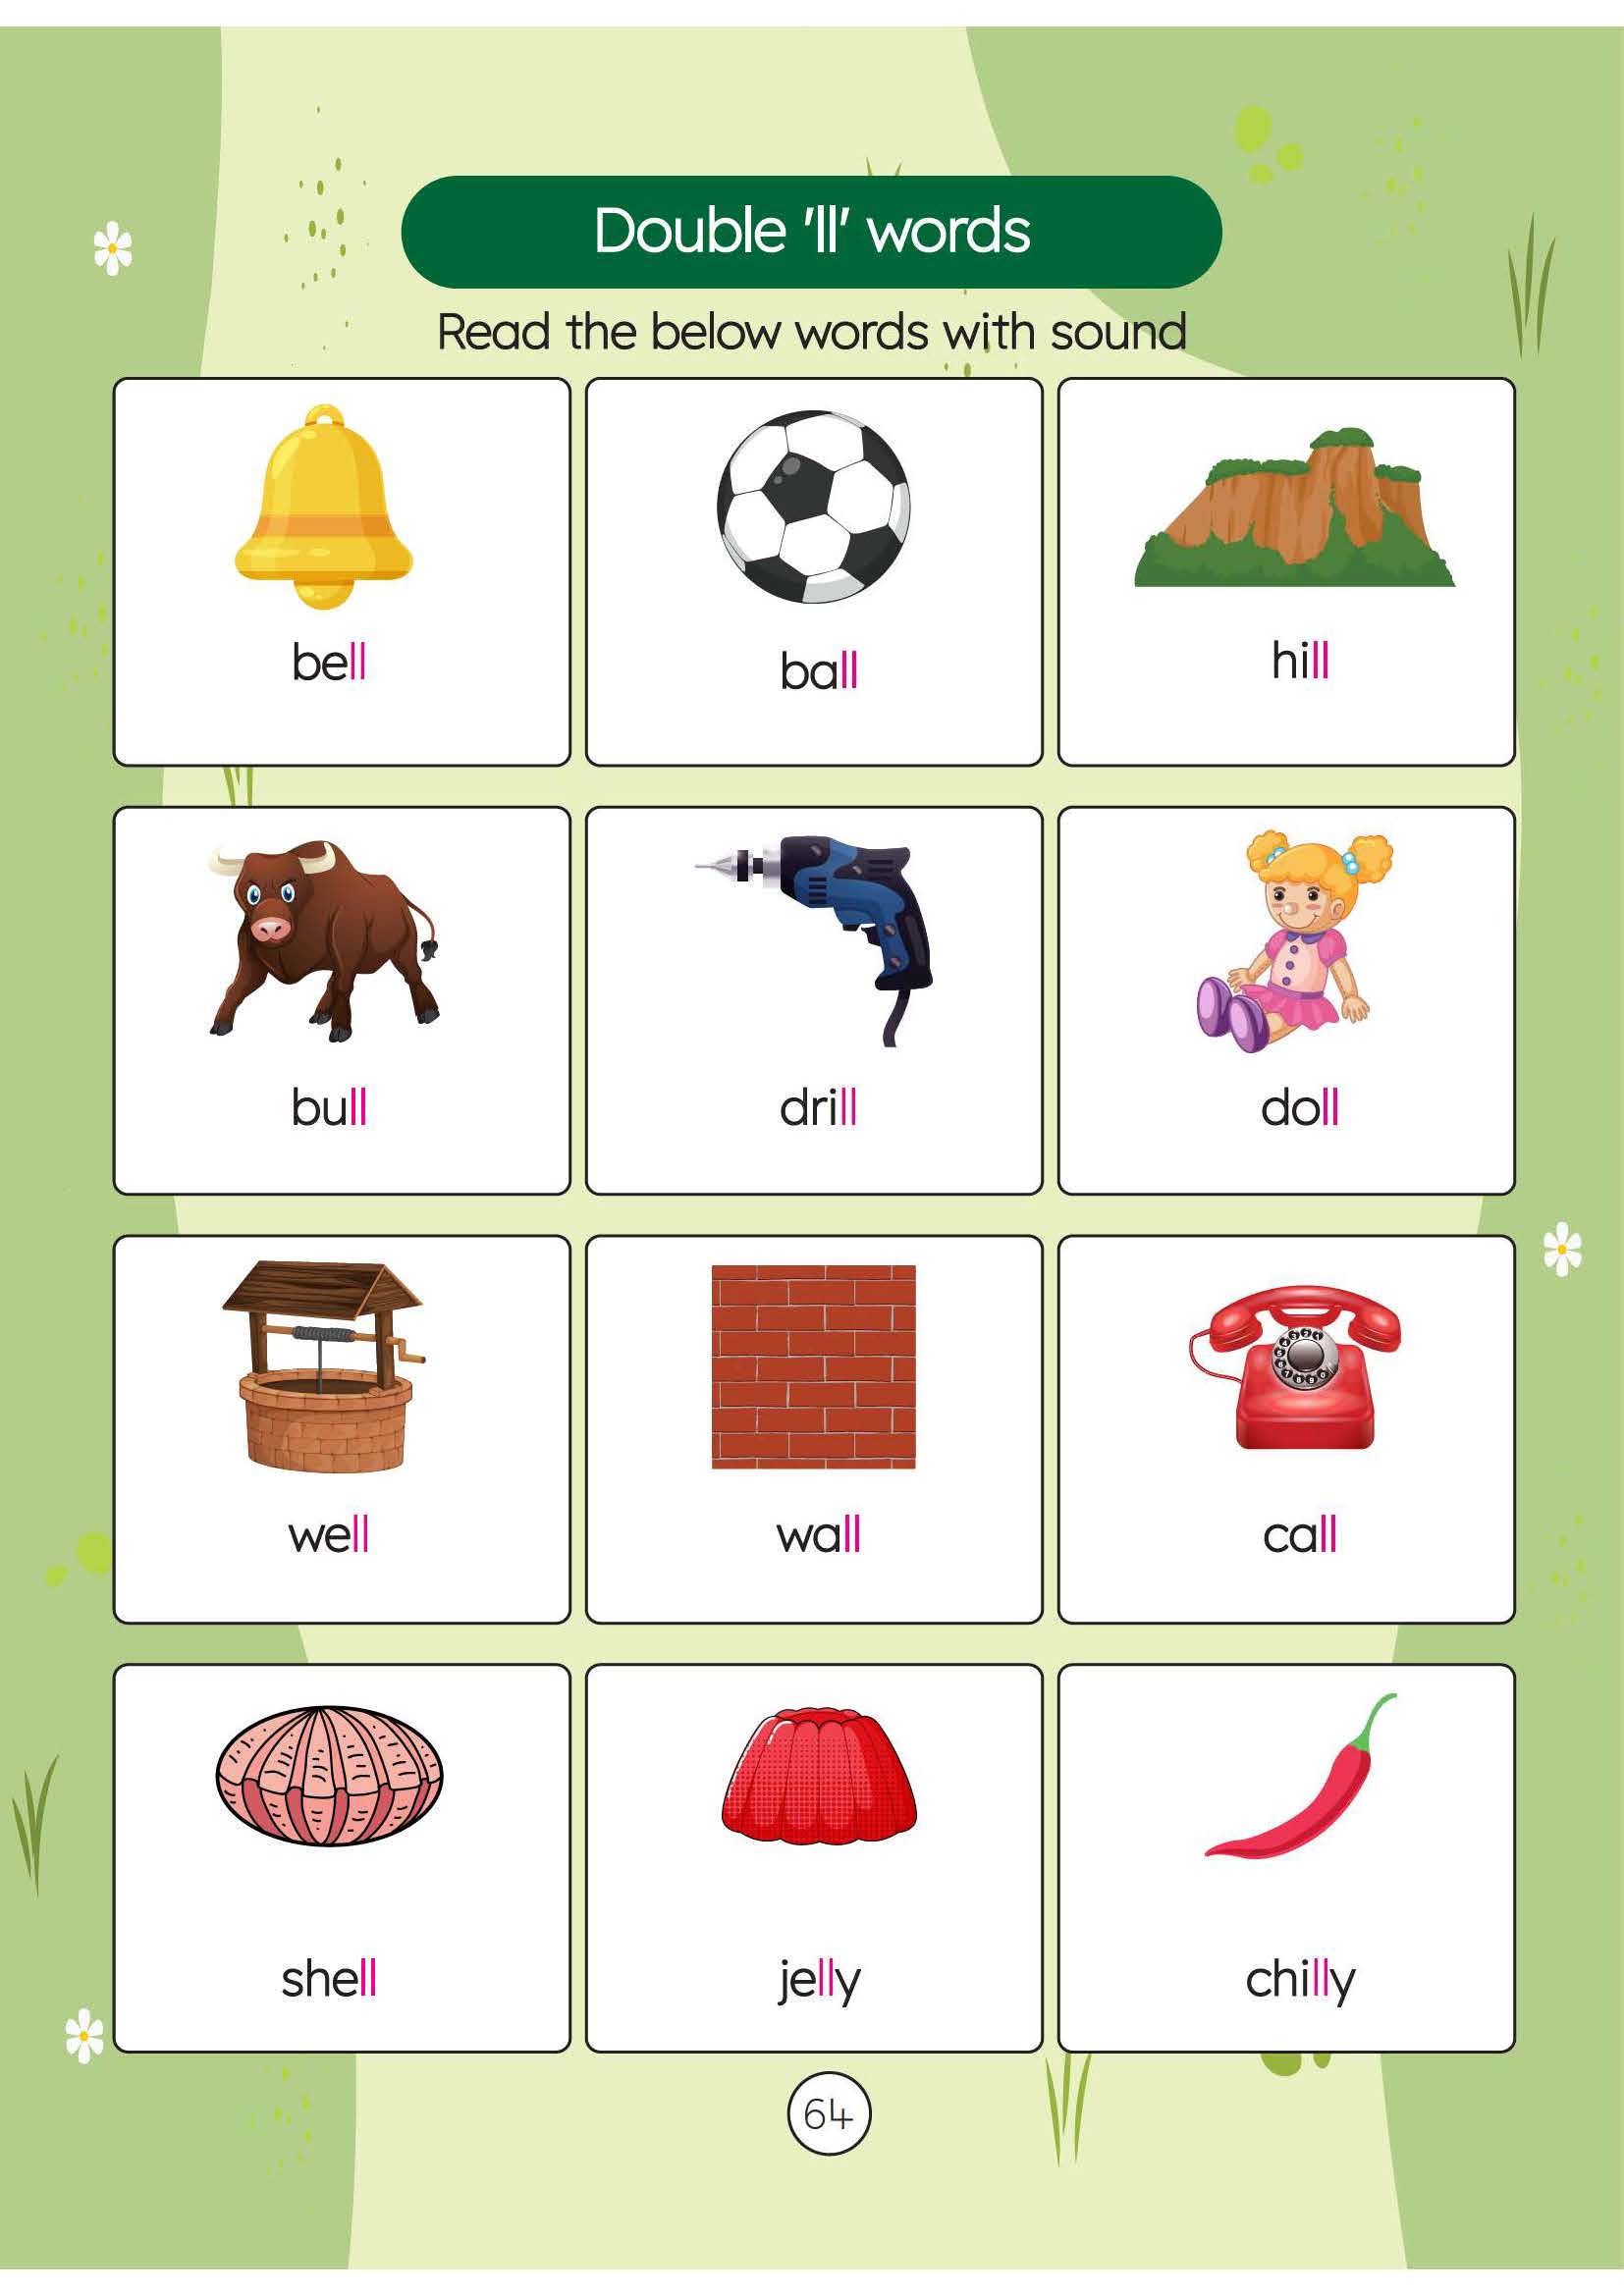 Double 'll' words
Read the below words with sound
bell
ball
hill
bull
drill
doll
well
wall
call
shell
jelly
chilly
64